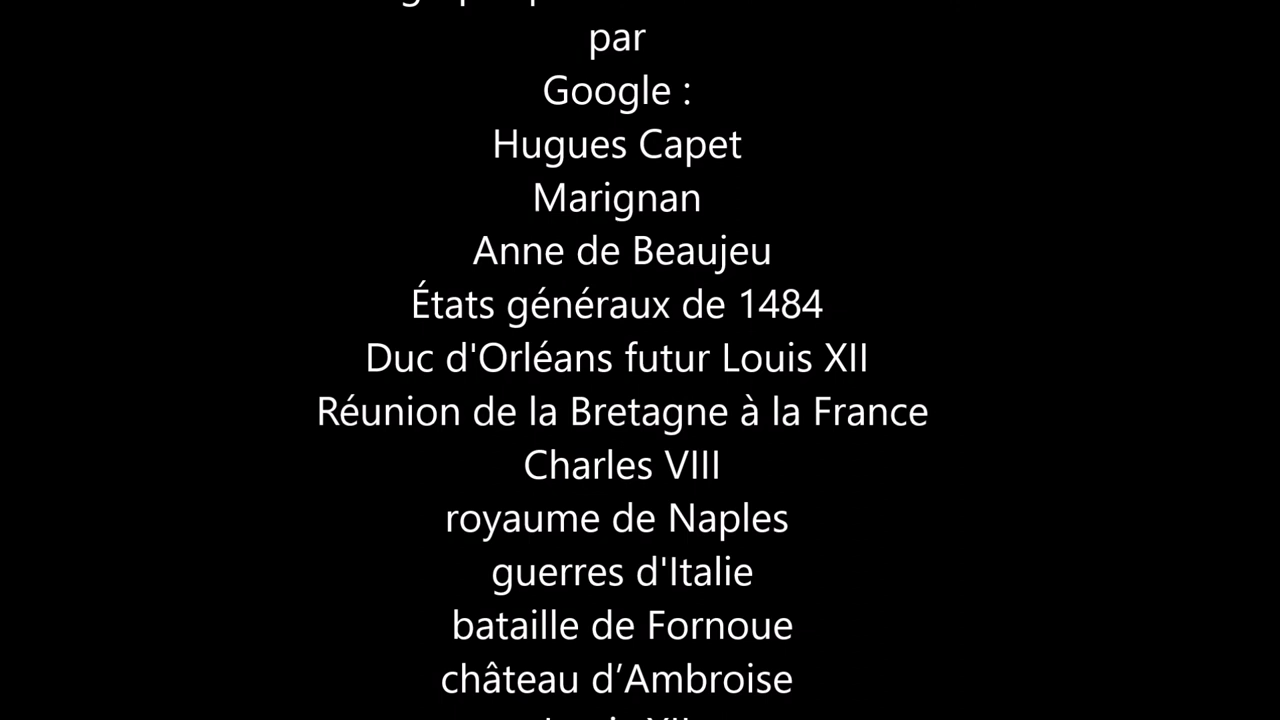 par
Google :
Hugues Capet
Marignan
Anne de Beaujeu
États généraux de 1484
Duc d'Orléans futur Louis XII
Réunion de la Bretagne à la France
Charles VIII
royaume de Naples
guerres d'Italie
bataille de Fornoue
château d’Ambroise